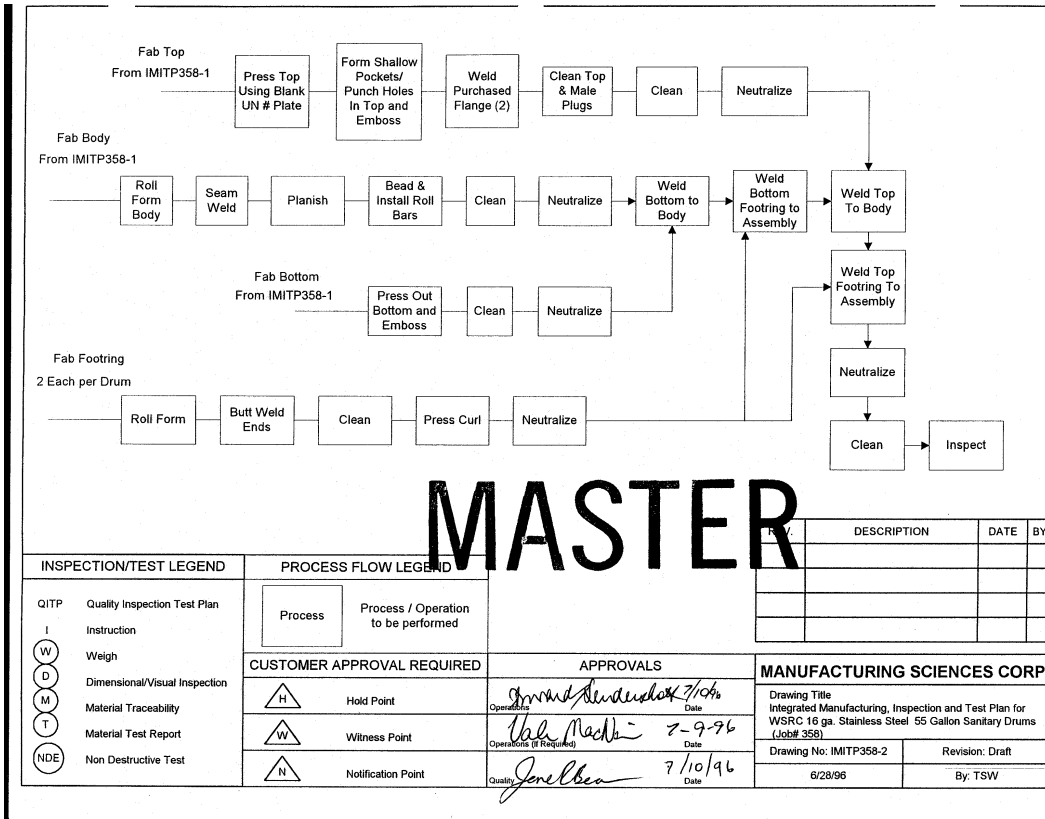 Fab Top
From IMITP358-1
Press Top
Using Blank
UN # Plate
Form Shallow
Pockets/
Punch Holes
In Top and
Emboss
Weld
Purchased
Flange (2)
Clean Top
& Male
Plugs
Clean
Neutralize
Fab Body
From IMITP358-1
Roll
Form
Body
Seam
Weld
Planish
Bead &
Install Roll
Bars
Clean
Neutralize
Weld
Bottom to
Body
Weld
Bottom
Footring to
Assembly
Weld Top
To Body
Fab Bottom
From IMITP358-1
Press Out
Bottom and
Emboss
Clean
Neutralize
Weld Top
Footring To
Assembly
Neutralize
Fab Footring
2 Each per Drum
Roll Form
Butt Weld
Ends
Clean
Press Curl
Neutralize
Clean
Inspect
MASTER
DESCRIPTION
DATE
BY
INSPECTION/TEST LEGEND
QITP Quality Inspection Test Plan
I Instruction
W Weigh
D Dimensional/Visual Inspection
M Material Traceability
T Material Test Report
NDE Non Destructive Test
PROCESS FLOW LEGEND
Process
Process / Operation
to be performed
CUSTOMER APPROVAL REQUIRED
H Hold Point
W Witness Point
N Notification Point
APPROVALS
7/10/96
Operations Date
7-9-96
Operations (If Required) Date
7/10/96
Quality Date
MANUFACTURING SCIENCES CORP
Drawing Title
Integrated Manufacturing, Inspection and Test Plan for
WSRC 16 ga. Stainless Steel 55 Gallon Sanitary Drums
(Job# 358)
Drawing No: IMITP358-2
Revision: Draft
6/28/96
By: TSW